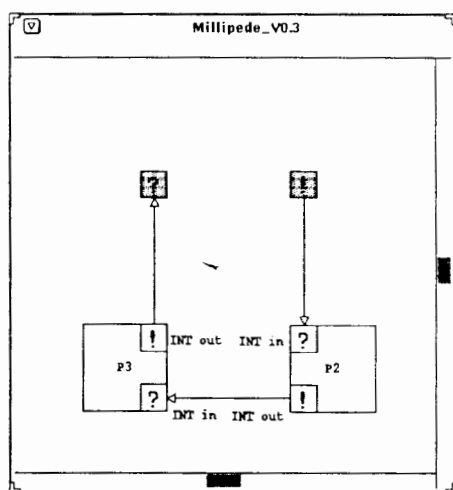 Millipede_V0.3
? !
! INT out INT in ?
P3 P2
? !
INT in INT out